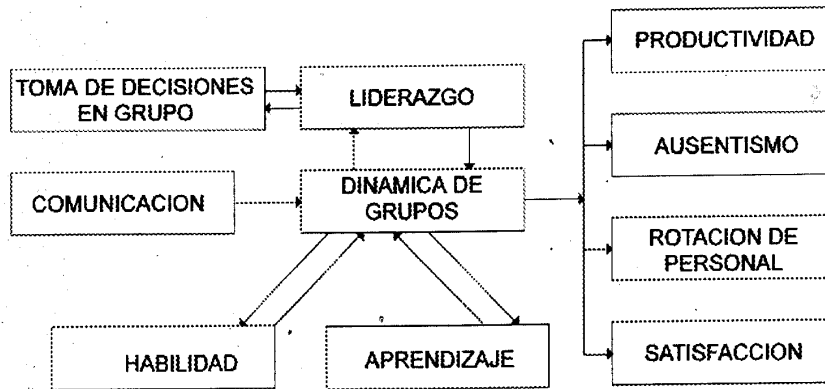 PRODUCTIVIDAD
TOMA DE DECISIONES
EN GRUPO
LIDERAZGO
AUSENTISMO
COMUNICACION
DINAMICA DE
GRUPOS
ROTACION DE
PERSONAL
HABILIDAD
APRENDIZAJE
SATISFACCION